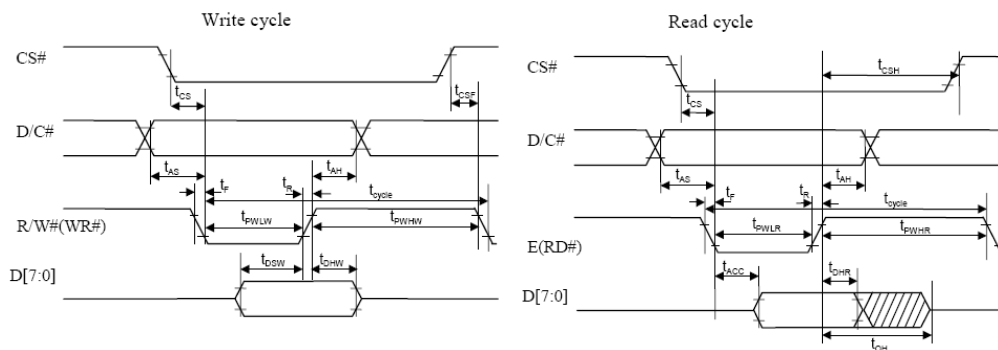 Write cycle
CS#
tCS
tCSF
D/C#
tAS
tAH
tF
tR
tcycle
R/W#(WR#)
tPWLW
tPWHW
D[7:0]
tDSW
tDHW
Read cycle
CS#
tCSH
tCS
D/C#
tAS
tAH
tF
tR
tcycle
E(RD#)
tPWLR
tPWHR
tACC
tDHR
D[7:0]
tOH